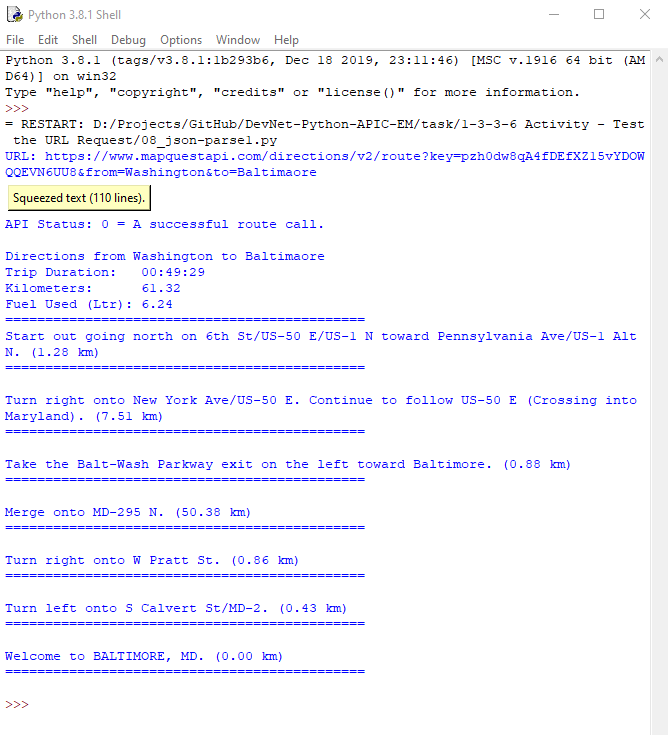 Python 3.8.1 Shell
File Edit Shell Debug Options Window Help
Python 3.8.1 (tags/v3.8.1:1b293b6, Dec 18 2019, 23:11:46) [MSC v.1916 64 bit (AM
D64)] on win32
Type "help", "copyright", "credits" or "license()" for more information.
>>>
= RESTART: D:/Projects/GitHub/DevNet-Python-APIC-EM/task/1-3-3-6 Activity - Test
the URL Request/08_json-parse1.py
URL: https://www.mapquestapi.com/directions/v2/route?key=pzh0dw8qA4fDEfXZ15vYDOW
QQEVN6UU8&from=Washington&to=Baltimaore
Squeezed text (110 lines).
API Status: 0 = A successful route call.
Directions from Washington to Baltimaore
Trip Duration: 00:49:29
Kilometers: 61.32
Fuel Used (Ltr): 6.24
=============================================
Start out going north on 6th St/US-50 E/US-1 N toward Pennsylvania Ave/US-1 Alt
N. (1.28 km)
=============================================
Turn right onto New York Ave/US-50 E. Continue to follow US-50 E (Crossing into
Maryland). (7.51 km)
=============================================
Take the Balt-Wash Parkway exit on the left toward Baltimore. (0.88 km)
=============================================
Merge onto MD-295 N. (50.38 km)
=============================================
Turn right onto W Pratt St. (0.86 km)
=============================================
Turn left onto S Calvert St/MD-2. (0.43 km)
=============================================
Welcome to BALTIMORE, MD. (0.00 km)
=============================================
>>>